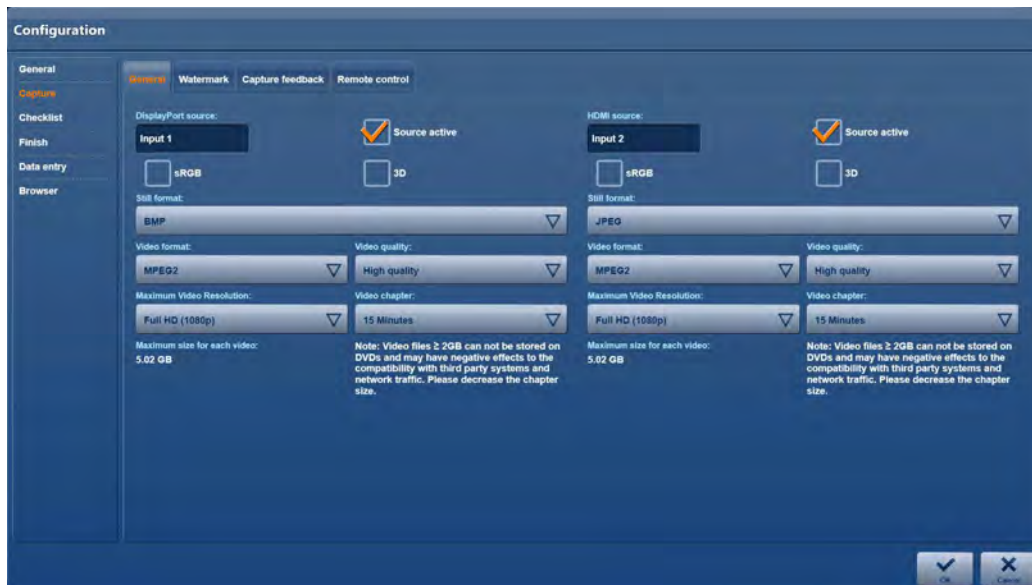 Configuration
General
Capture
Checklist
Finish
Data entry
Browser
General Watermark Capture feedback Remote control
DisplayPort source:
Input 1
Source active
sRGB
3D
Still format:
BMP
Video format:
MPEG2
Video quality:
High quality
Maximum Video Resolution:
Full HD (1080p)
Video chapter:
15 Minutes
Maximum size for each video:
5.02 GB
Note: Video files ≥ 2GB can not be stored on
DVDs and may have negative effects to the
compatibility with third party systems and
network traffic. Please decrease the chapter
size.
HDMI source:
Input 2
Source active
sRGB
3D
Still format:
JPEG
Video format:
MPEG2
Video quality:
High quality
Maximum Video Resolution:
Full HD (1080p)
Video chapter:
15 Minutes
Maximum size for each video:
5.02 GB
Note: Video files ≥ 2GB can not be stored on
DVDs and may have negative effects to the
compatibility with third party systems and
network traffic. Please decrease the chapter
size.
OK
Cancel